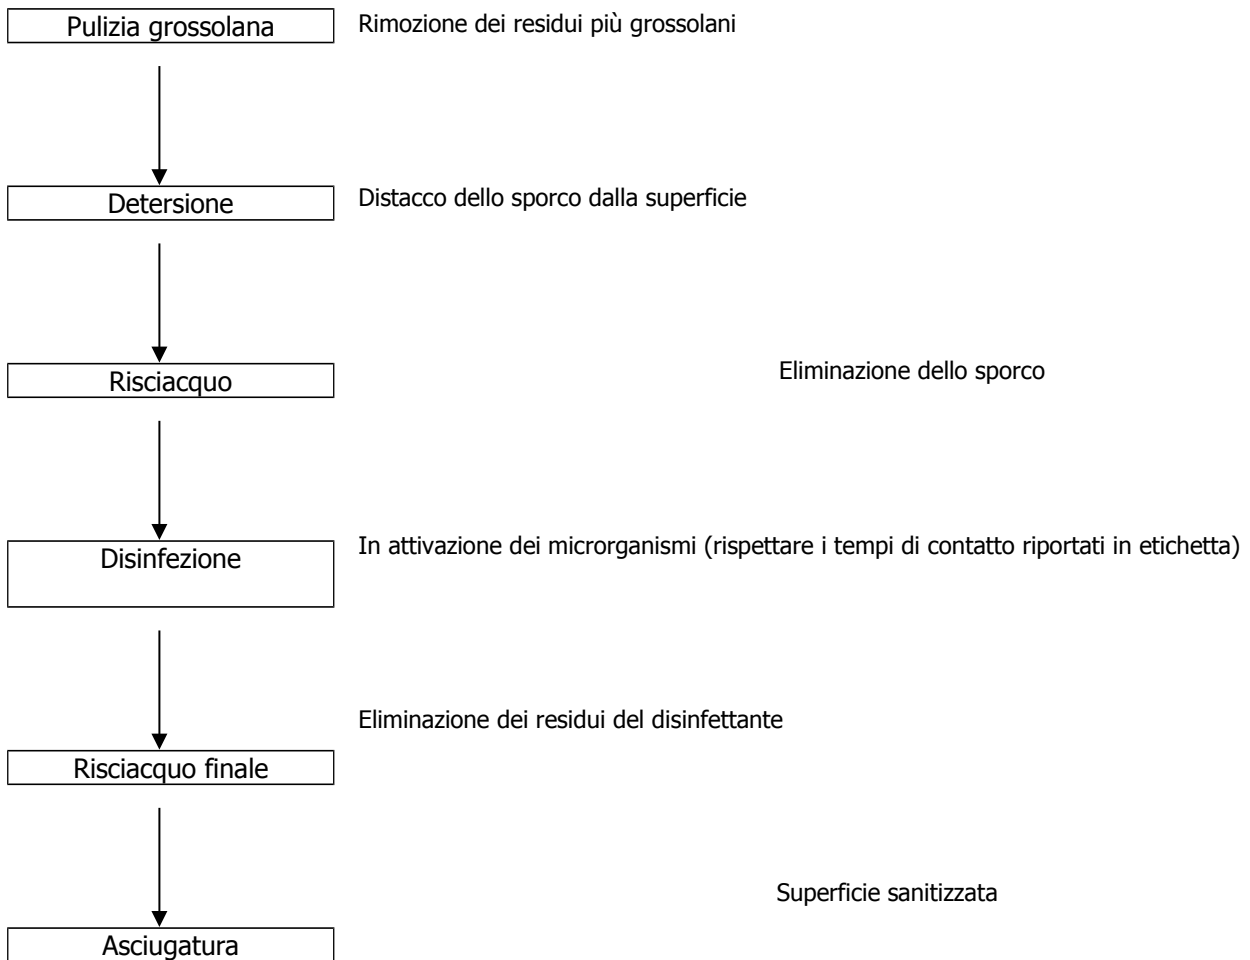 Pulizia grossolana
Rimozione dei residui più grossolani
Detersione
Distacco dello sporco dalla superficie
Risciacquo
Eliminazione dello sporco
Disinfezione
In attivazione dei microrganismi (rispettare i tempi di contatto riportati in etichetta)
Eliminazione dei residui del disinfettante
Risciacquo finale
Superficie sanitizzata
Asciugatura